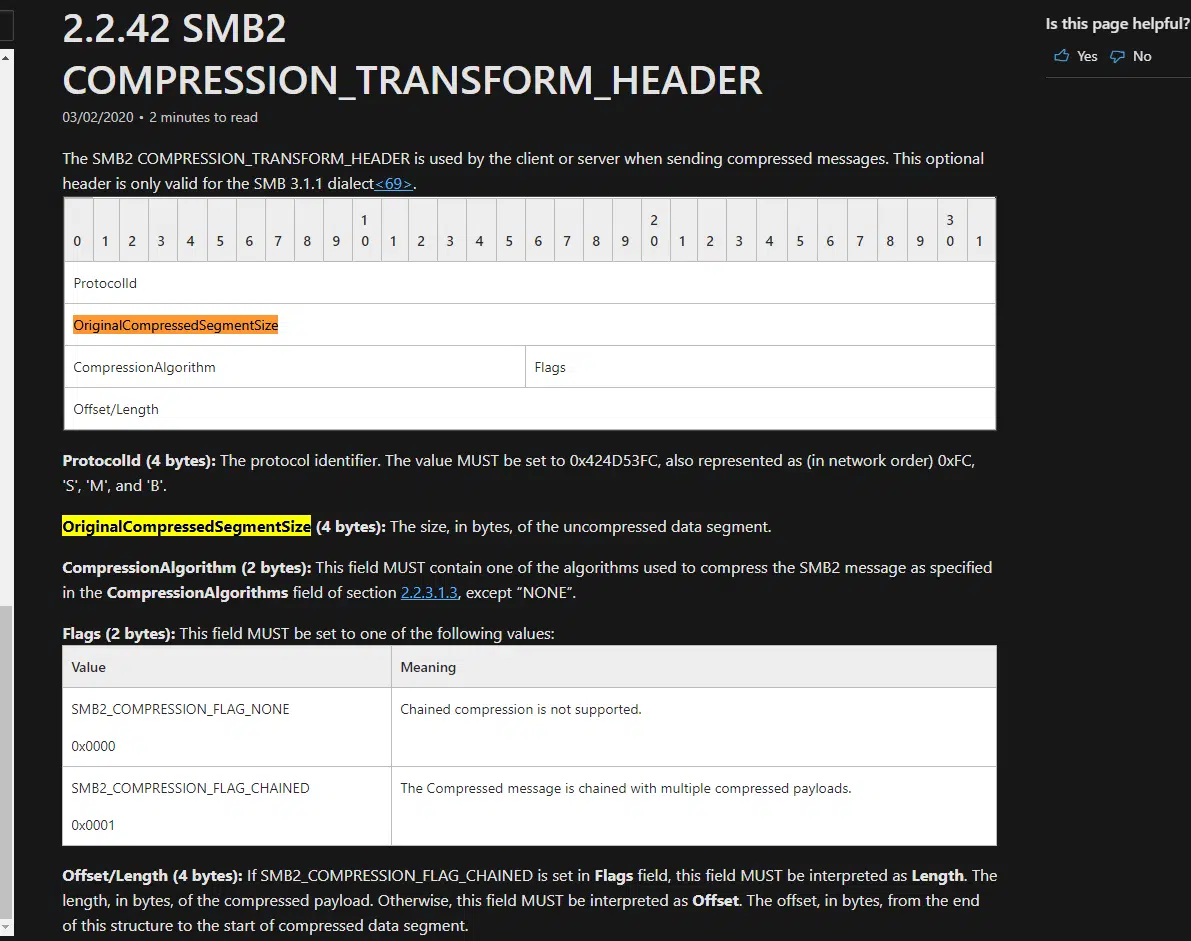 2.2.42 SMB2
COMPRESSION_TRANSFORM_HEADER
Is this page helpful?
Yes No
03/02/2020 • 2 minutes to read
The SMB2 COMPRESSION_TRANSFORM_HEADER is used by the client or server when sending compressed messages. This optional
header is only valid for the SMB 3.1.1 dialect<69>.
1 2 3
0 1 2 3 4 5 6 7 8 9 0 1 2 3 4 5 6 7 8 9 0 1 2 3 4 5 6 7 8 9 0 1
ProtocolId
OriginalCompressedSegmentSize
CompressionAlgorithm Flags
Offset/Length
ProtocolId (4 bytes): The protocol identifier. The value MUST be set to 0x424D53FC, also represented as (in network order) 0xFC,
'S', 'M', and 'B'.
OriginalCompressedSegmentSize (4 bytes): The size, in bytes, of the uncompressed data segment.
CompressionAlgorithm (2 bytes): This field MUST contain one of the algorithms used to compress the SMB2 message as specified
in the CompressionAlgorithms field of section 2.2.3.1.3, except “NONE”.
Flags (2 bytes): This field MUST be set to one of the following values:
Value Meaning
SMB2_COMPRESSION_FLAG_NONE Chained compression is not supported.
0x0000
SMB2_COMPRESSION_FLAG_CHAINED The Compressed message is chained with multiple compressed payloads.
0x0001
Offset/Length (4 bytes): If SMB2_COMPRESSION_FLAG_CHAINED is set in Flags field, this field MUST be interpreted as Length. The
length, in bytes, of the compressed payload. Otherwise, this field MUST be interpreted as Offset. The offset, in bytes, from the end
of this structure to the start of compressed data segment.